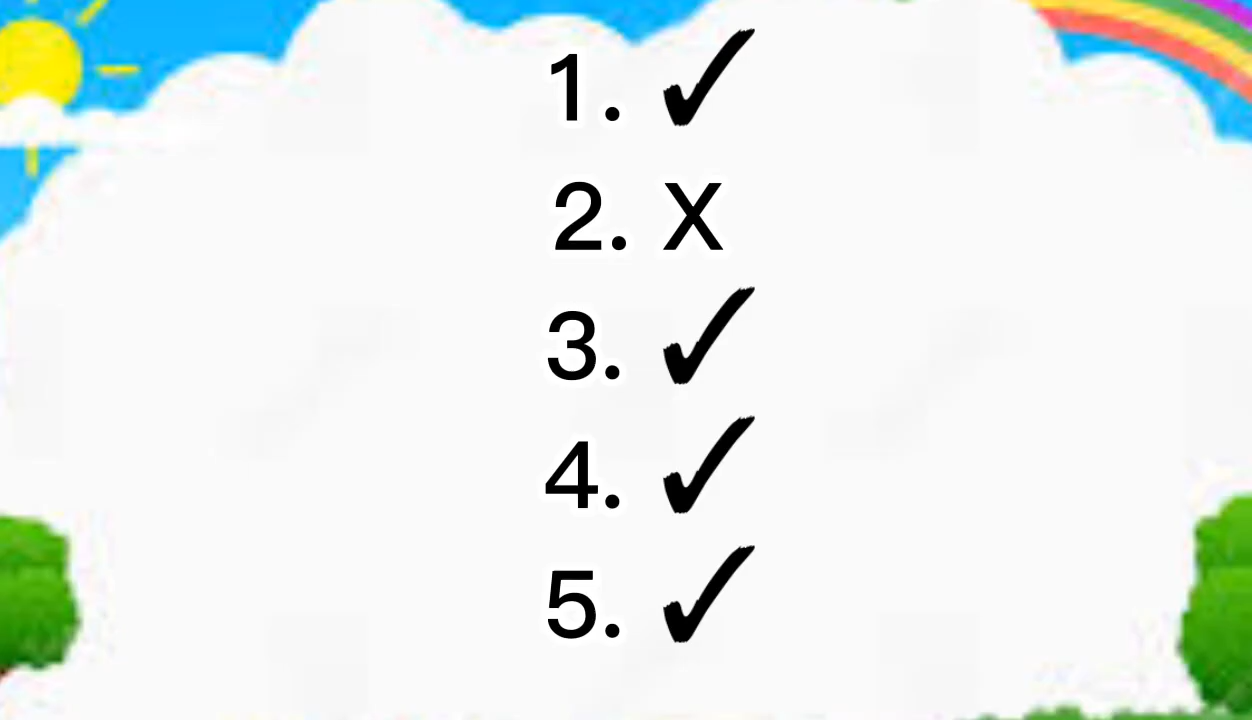 1. ✓
2. X
3. ✓
4. ✓
5. ✓